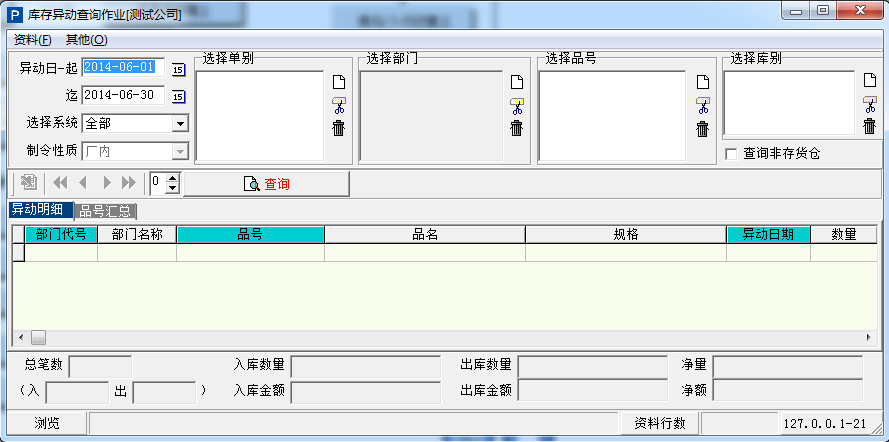 库存异动查询作业[测试公司]
资料(F) 其他(O)
异动日-起 2014-06-01 15
迄 2014-06-30 15
选择系统 全部
制令性质 厂内
选择单别
选择部门
选择品号
选择库别
查询非存货仓
0 查询
异动明细 品号汇总
部门代号 部门名称 品号 品名 规格 异动日期 数量
总笔数 入库数量 出库数量 净量
(入 出 ) 入库金额 出库金额 净额
浏览 资料行数 127.0.0.1-21